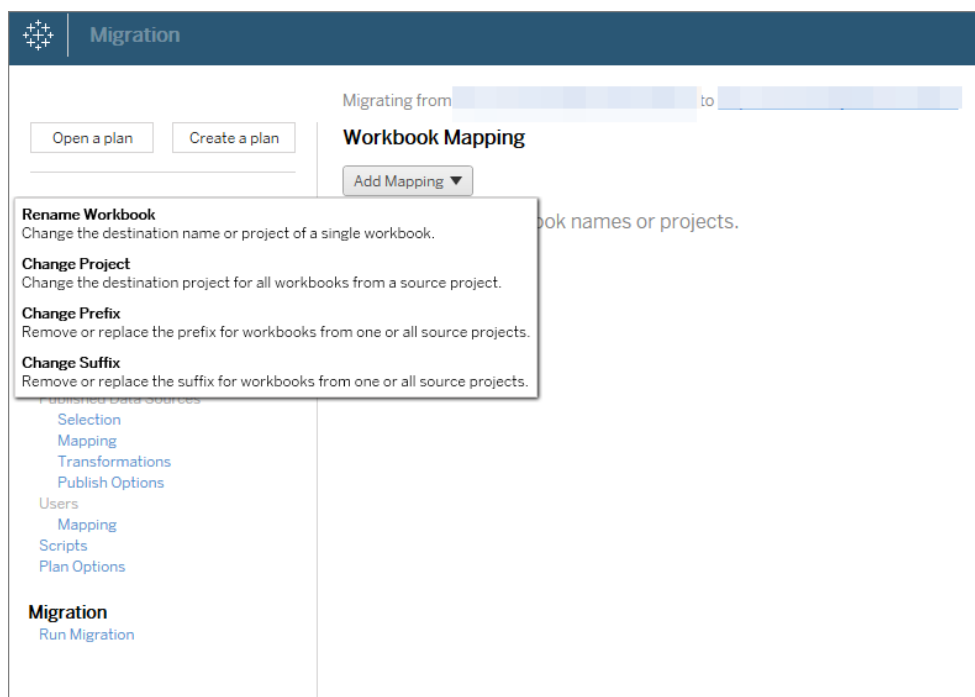 Migration
Migrating from to
Open a plan
Create a plan
Workbook Mapping
Add Mapping ▼
names or projects.
Rename Workbook
Change the destination name or project of a single workbook.
Change Project
Change the destination project for all workbooks from a source project.
Change Prefix
Remove or replace the prefix for workbooks from one or all source projects.
Change Suffix
Remove or replace the suffix for workbooks from one or all source projects.
Published Data Sources
Selection
Mapping
Transformations
Publish Options
Users
Mapping
Scripts
Plan Options
Migration
Run Migration